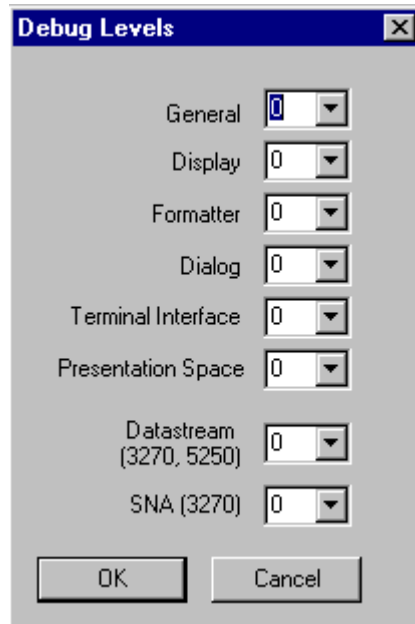 Debug Levels
General 0
Display 0
Formatter 0
Dialog 0
Terminal Interface 0
Presentation Space 0
Datastream
(3270, 5250) 0
SNA (3270) 0
OK Cancel